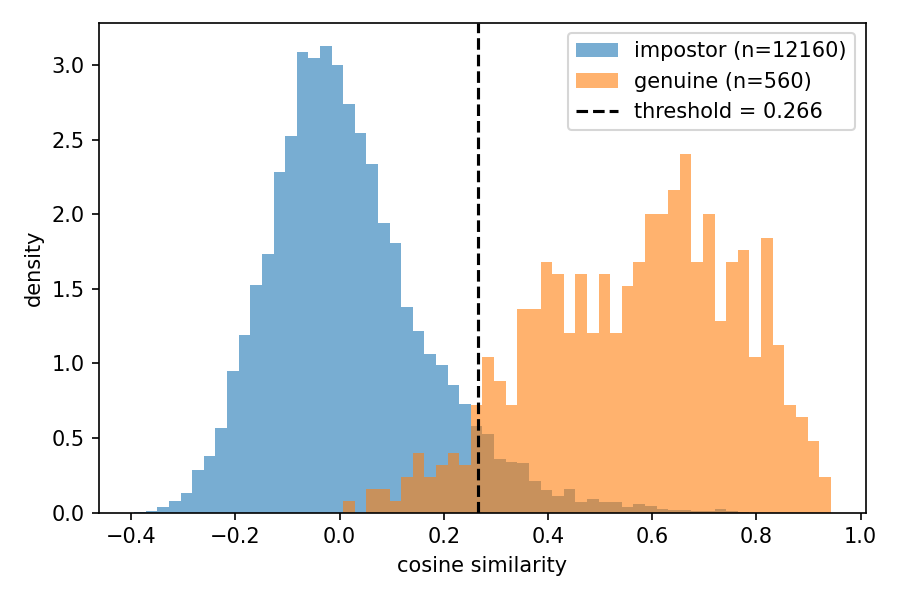 impostor (n=12160)
genuine (n=560)
threshold = 0.266
density
3.0
2.5
2.0
1.5
1.0
0.5
0.0
−0.4 −0.2 0.0 0.2 0.4 0.6 0.8 1.0
cosine similarity